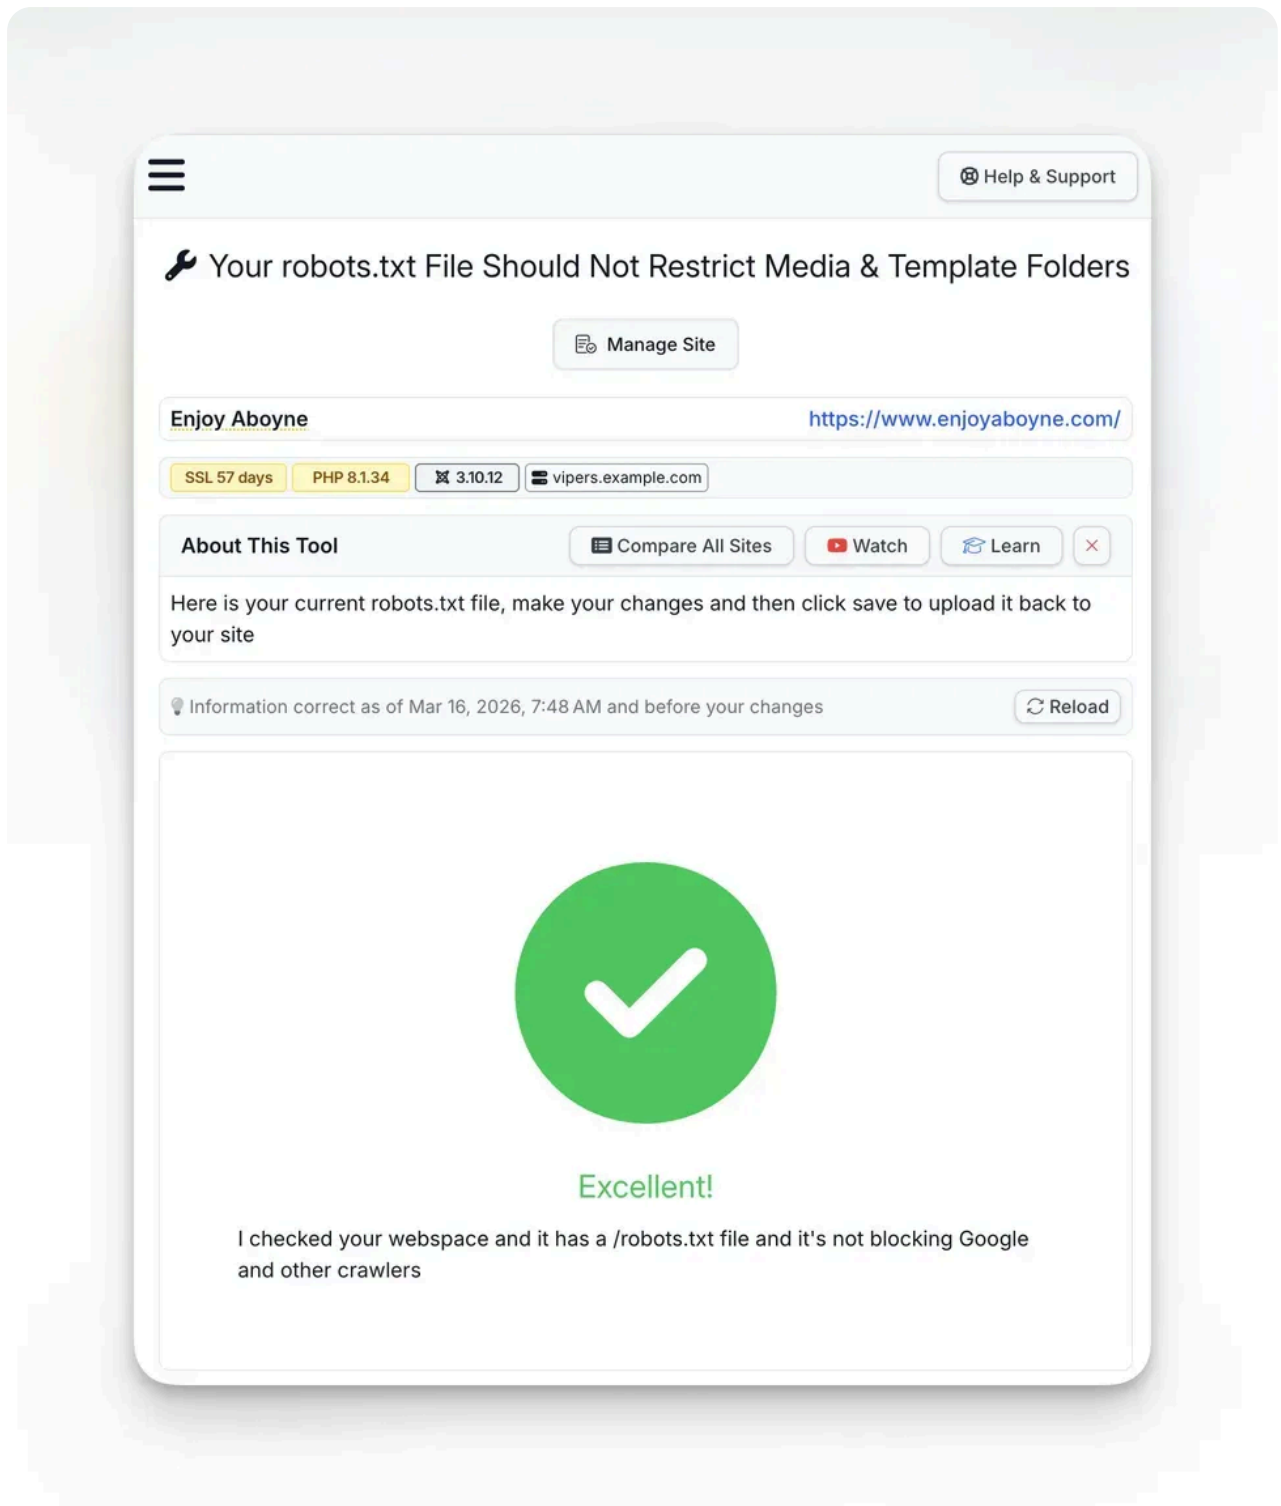 Help & Support
Your robots.txt File Should Not Restrict Media & Template Folders
Manage Site
Enjoy Aboyne
https://www.enjoyaboyne.com/
SSL 57 days
PHP 8.1.34
3.10.12
vipers.example.com
About This Tool
Compare All Sites
Watch
Learn
Here is your current robots.txt file, make your changes and then click save to upload it back to
your site
Information correct as of Mar 16, 2026, 7:48 AM and before your changes
Reload
Excellent!
I checked your webspace and it has a /robots.txt file and it's not blocking Google
and other crawlers